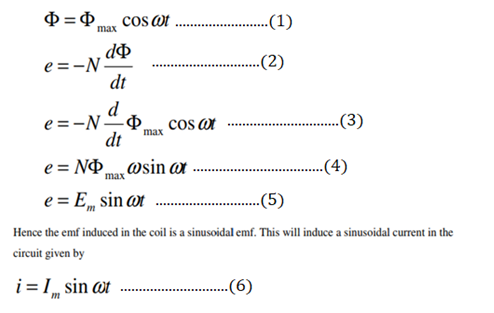 Φ = Φmax cos ωt ..........................(1)
e = −N dΦ/dt ..............................(2)
e = −N d/dt Φmax cos ωt ...............................(3)
e = NΦmax ω sin ωt ....................................(4)
e = Em sin ωt .............................(5)
Hence the emf induced in the coil is a sinusoidal emf. This will induce a sinusoidal current in the
circuit given by
i = Im sin ωt ..............................(6)